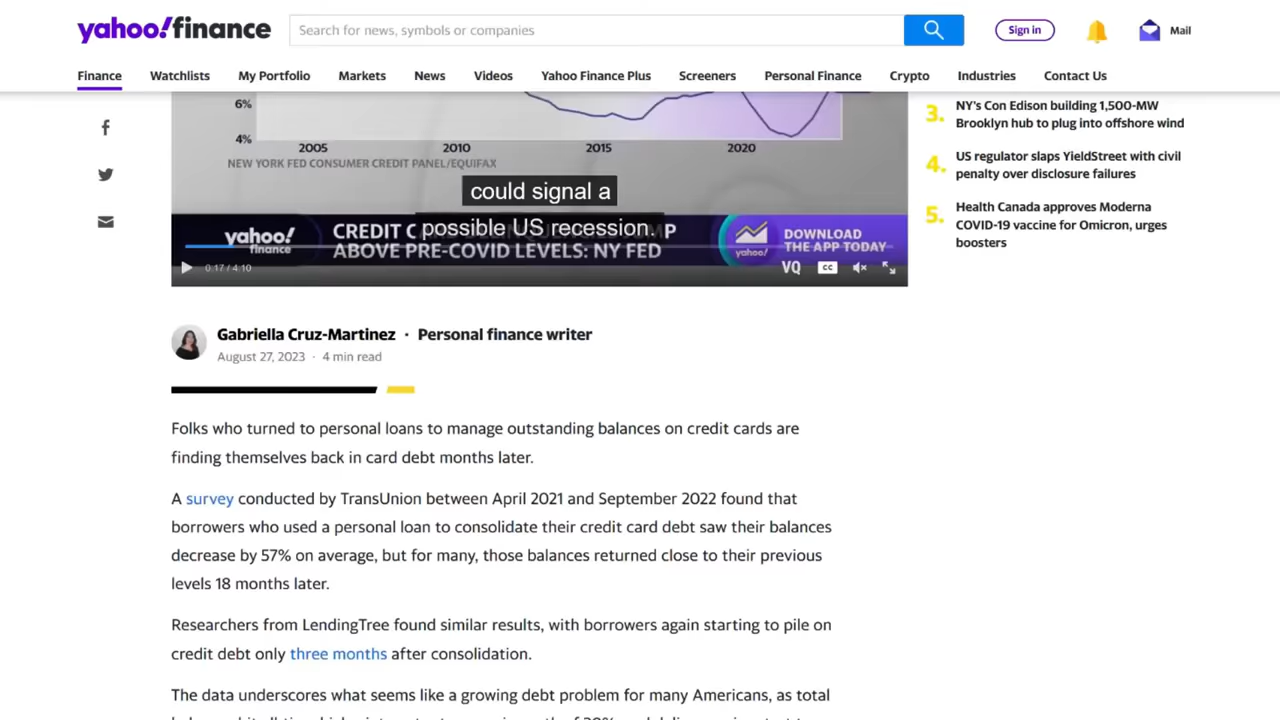 yahoo!finance
Search for news, symbols or companies
Sign in
Mail
Finance Watchlists My Portfolio Markets News Videos Yahoo Finance Plus Screeners Personal Finance Crypto Industries Contact Us
6%
4%
2005 2010 2015 2020
NEW YORK FED CONSUMER CREDIT PANEL/EQUIFAX
could signal a
possible US recession.
yahoo!
finance
CREDIT C P
ABOVE PRE-COVID LEVELS: NY FED
yahoo!
DOWNLOAD
THE APP TODAY
0:17 / 4:10
VQ CC
3. NY's Con Edison building 1,500-MW
Brooklyn hub to plug into offshore wind
4. US regulator slaps YieldStreet with civil
penalty over disclosure failures
5. Health Canada approves Moderna
COVID-19 vaccine for Omicron, urges
boosters
Gabriella Cruz-Martinez · Personal finance writer
August 27, 2023 · 4 min read
Folks who turned to personal loans to manage outstanding balances on credit cards are
finding themselves back in card debt months later.
A survey conducted by TransUnion between April 2021 and September 2022 found that
borrowers who used a personal loan to consolidate their credit card debt saw their balances
decrease by 57% on average, but for many, those balances returned close to their previous
levels 18 months later.
Researchers from LendingTree found similar results, with borrowers again starting to pile on
credit debt only three months after consolidation.
The data underscores what seems like a growing debt problem for many Americans, as total